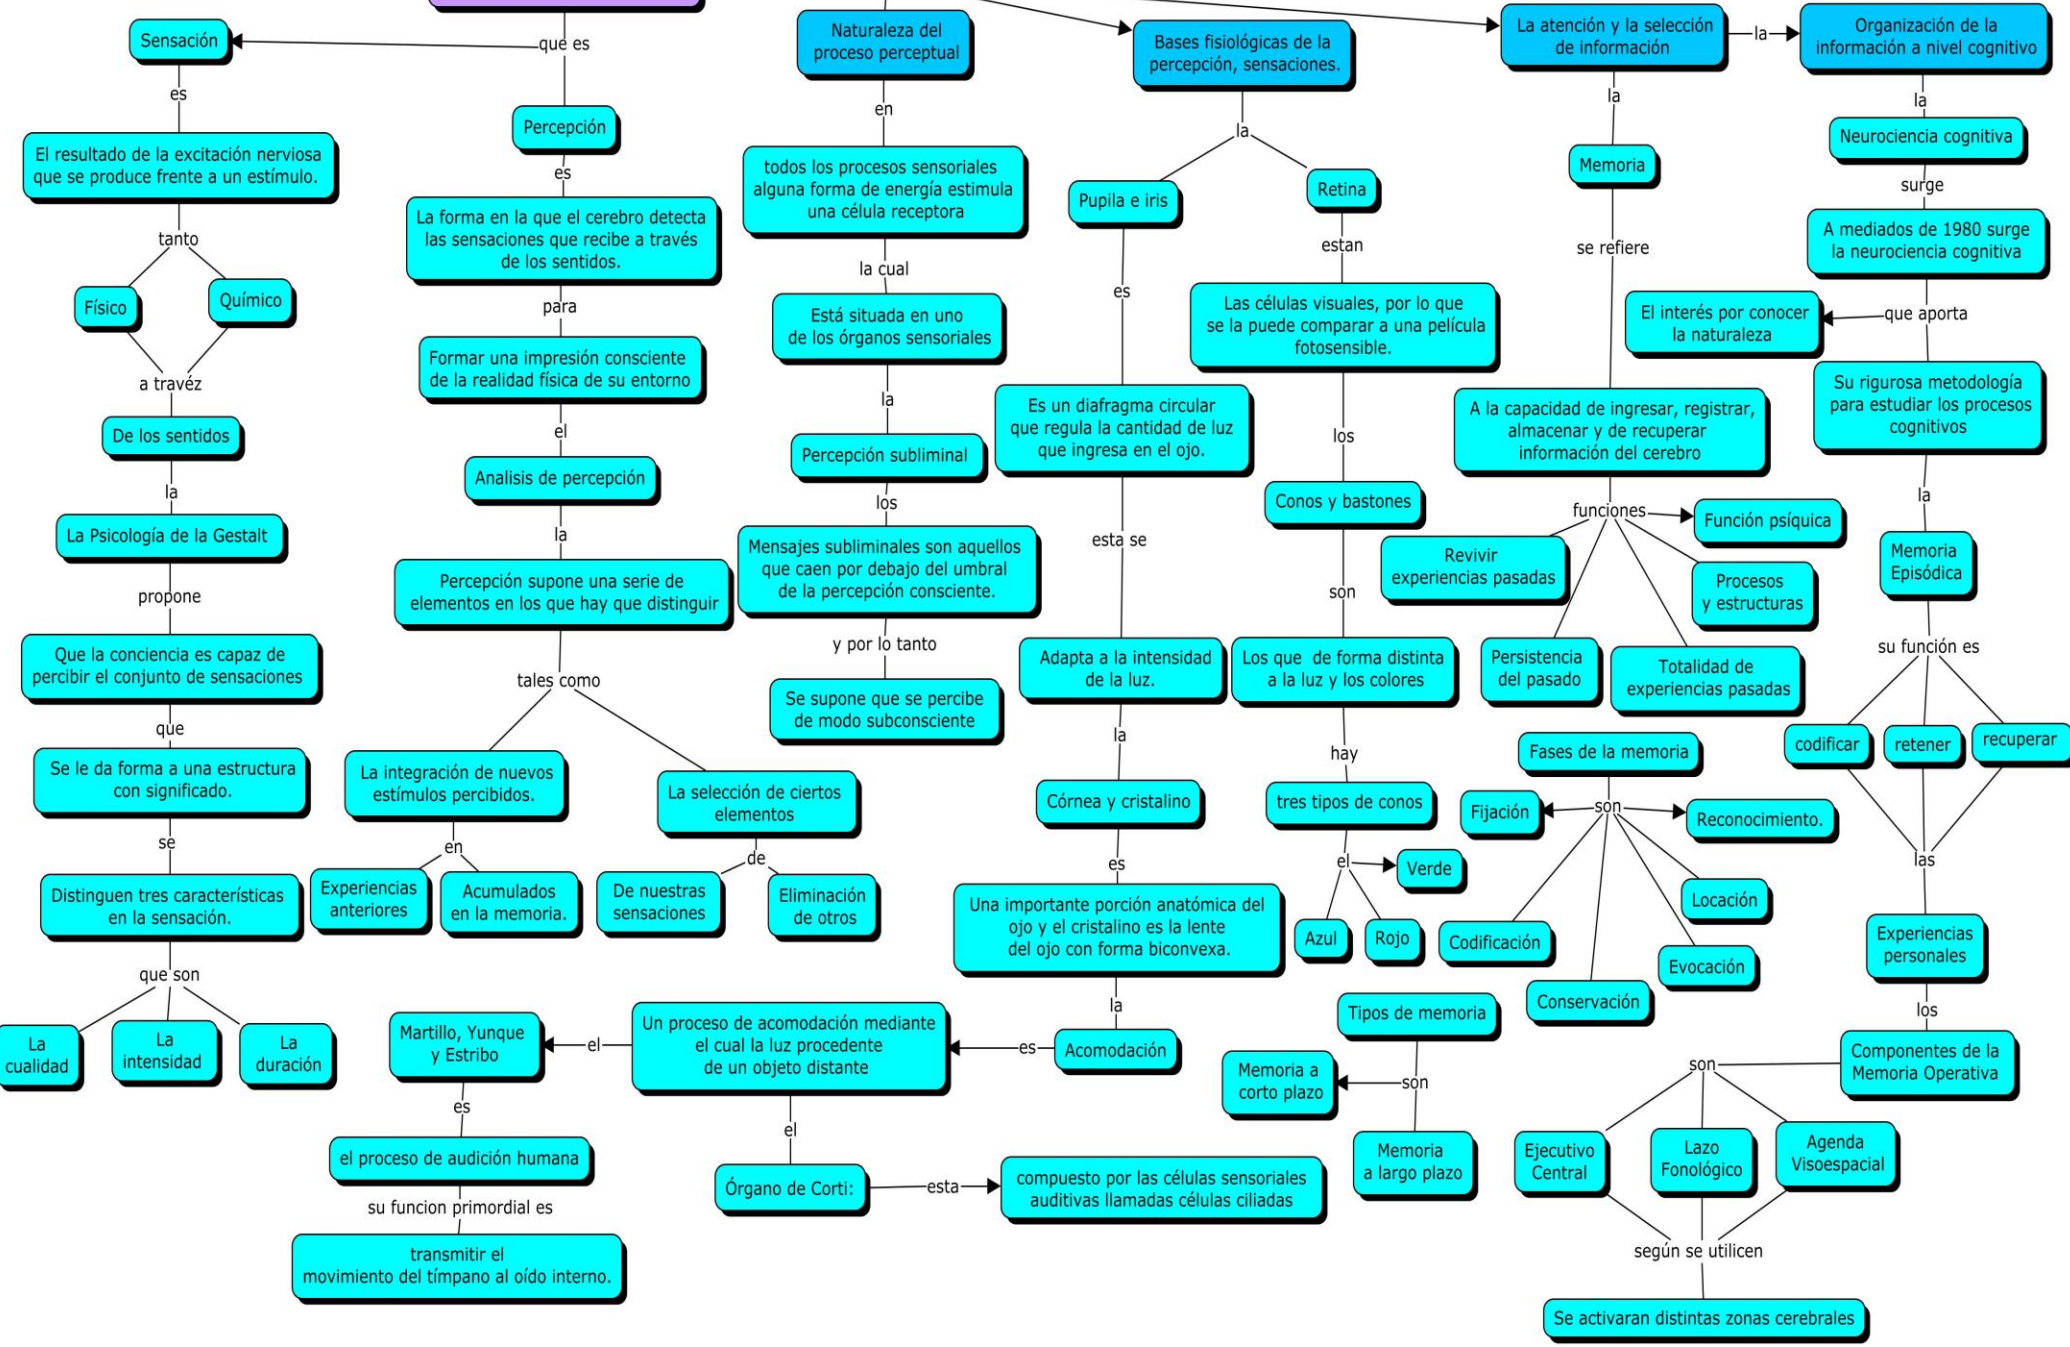 Sensación
que es
es
El resultado de la excitación nerviosa
que se produce frente a un estímulo.
tanto
Físico
Químico
a travéz
De los sentidos
la
La Psicología de la Gestalt
propone
Que la conciencia es capaz de
percibir el conjunto de sensaciones
que
Se le da forma a una estructura
con significado.
se
Distinguen tres características
en la sensación.
que son
La
cualidad
La
intensidad
La
duración
Percepción
es
La forma en la que el cerebro detecta
las sensaciones que recibe a través
de los sentidos.
para
Formar una impresión consciente
de la realidad física de su entorno
el
Analisis de percepción
la
Percepción supone una serie de
elementos en los que hay que distinguir
tales como
La integración de nuevos
estímulos percibidos.
en
Experiencias
anteriores
Acumulados
en la memoria.
La selección de ciertos
elementos
de
De nuestras
sensaciones
Eliminación
de otros
Naturaleza del
proceso perceptual
en
todos los procesos sensoriales
alguna forma de energía estimula
una célula receptora
la cual
Está situada en uno
de los órganos sensoriales
la
Percepción subliminal
los
Mensajes subliminales son aquellos
que caen por debajo del umbral
de la percepción consciente.
y por lo tanto
Se supone que se percibe
de modo subconsciente
Bases fisiológicas de la
percepción, sensaciones.
la
Pupila e iris
es
Es un diafragma circular
que regula la cantidad de luz
que ingresa en el ojo.
esta se
Adapta a la intensidad
de la luz.
la
Córnea y cristalino
es
Una importante porción anatómica del
ojo y el cristalino es la lente
del ojo con forma biconvexa.
la
Acomodación
es
Un proceso de acomodación mediante
el cual la luz procedente
de un objeto distante
el
Martillo, Yunque
y Estribo
es
el proceso de audición humana
su funcion primordial es
transmitir el
movimiento del tímpano al oído interno.
el
Órgano de Corti:
esta
compuesto por las células sensoriales
auditivas llamadas células ciliadas
Retina
estan
Las células visuales, por lo que
se la puede comparar a una película
fotosensible.
los
Conos y bastones
son
Los que de forma distinta
a la luz y los colores
hay
tres tipos de conos
el
Verde
Azul
Rojo
La atención y la selección
de información
la
la
Memoria
se refiere
A la capacidad de ingresar, registrar,
almacenar y de recuperar
información del cerebro
funciones
Función psíquica
Revivir
experiencias pasadas
Procesos
y estructuras
Persistencia
del pasado
Totalidad de
experiencias pasadas
Fases de la memoria
son
Fijación
Reconocimiento.
Locación
Codificación
Evocación
Conservación
Tipos de memoria
son
Memoria a
corto plazo
Memoria
a largo plazo
Organización de la
información a nivel cognitivo
la
Neurociencia cognitiva
surge
A mediados de 1980 surge
la neurociencia cognitiva
que aporta
El interés por conocer
la naturaleza
Su rigurosa metodología
para estudiar los procesos
cognitivos
la
Memoria
Episódica
su función es
codificar
retener
recuperar
las
Experiencias
personales
los
Componentes de la
Memoria Operativa
son
Ejecutivo
Central
Lazo
Fonológico
Agenda
Visoespacial
según se utilicen
Se activaran distintas zonas cerebrales